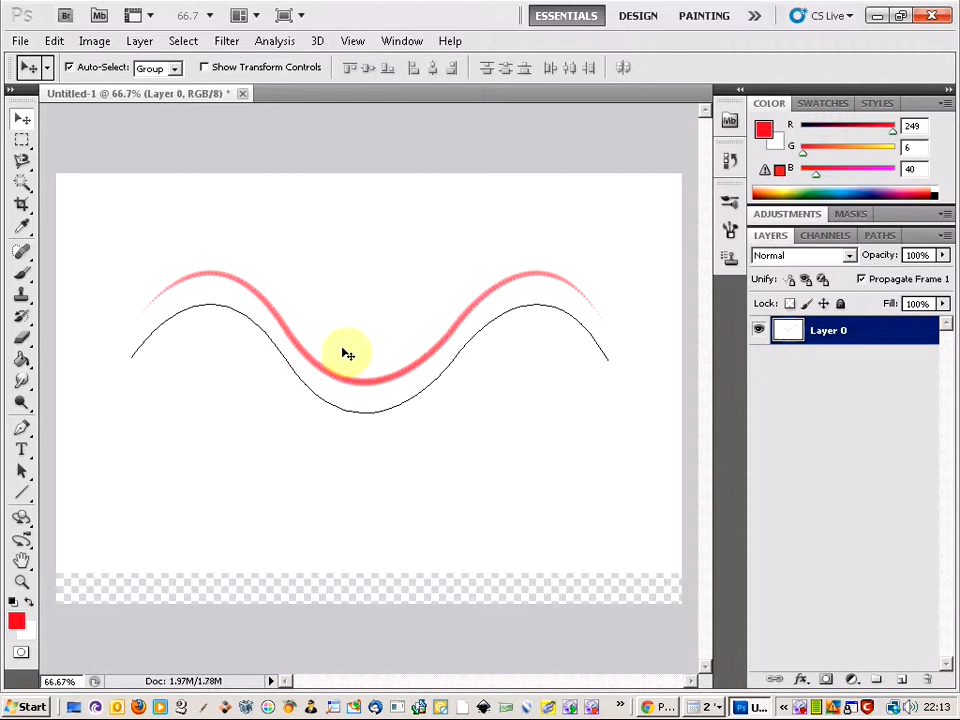 Ps Br Mb 66.7 ESSENTIALS DESIGN PAINTING CS Live
File Edit Image Layer Select Filter Analysis 3D View Window Help
Auto-Select: Group Show Transform Controls
Untitled-1 @ 66.7% (Layer 0, RGB/8) *
COLOR SWATCHES STYLES
Mb
R 249
G 6
B 40
ADJUSTMENTS MASKS
LAYERS CHANNELS PATHS
Normal Opacity: 100%
Unify: Propagate Frame 1
Lock: Fill: 100%
Layer 0
T
66.67% Doc: 1.97M/1.78M
Start P... 2 U... 22:13